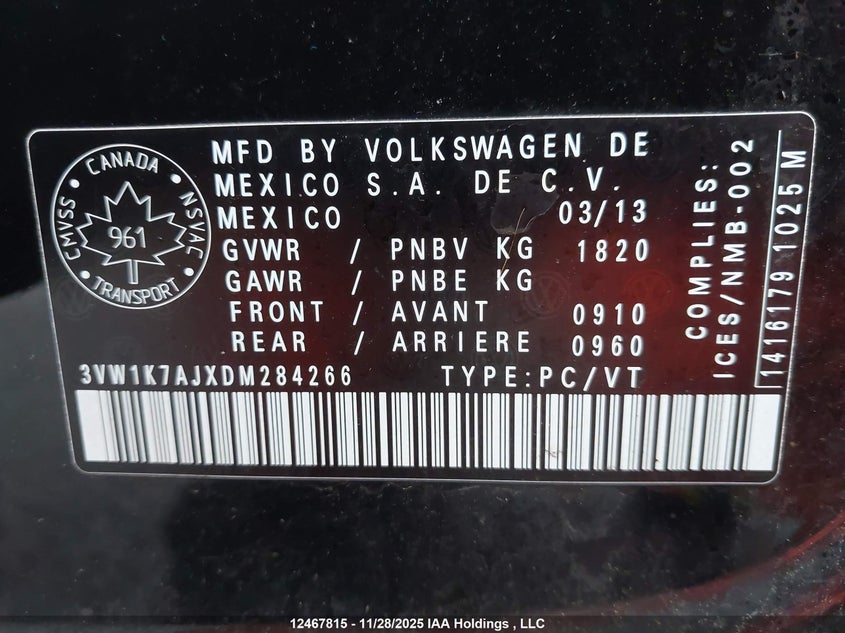 CANADA
CMVSS
NSVAC
961
TRANSPORT
MFD BY VOLKSWAGEN DE
MEXICO S.A. DE C.V.
MEXICO 03/13
GVWR / PNBV KG 1820
GAWR / PNBE KG
FRONT / AVANT 0910
REAR / ARRIERE 0960
3VW1K7AJXDM284266 TYPE:PC/VT
COMPLIES:
ICES/NMB-002
1416179 1025 M
12467815 - 11/28/2025 IAA Holdings , LLC